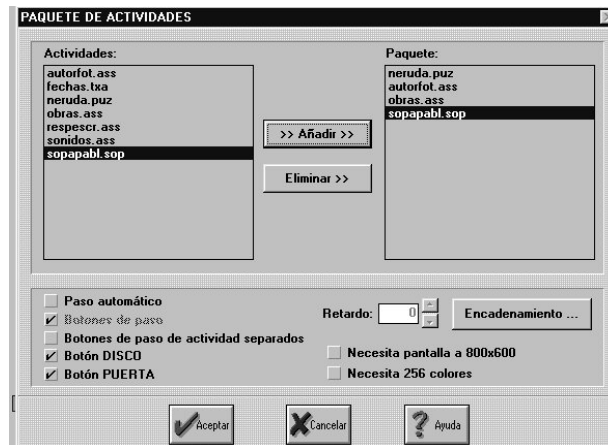 PAQUETE DE ACTIVIDADES
Actividades:
autorfot.ass
fechas.txa
neruda.puz
obras.ass
respescr.ass
sonidos.ass
sopapabl.sop
>> Añadir >>
Eliminar >>
Paquete:
neruda.puz
autorfot.ass
obras.ass
sopapabl.sop
Paso automático
Botones de paso
Botones de paso de actividad separados
Botón DISCO
Botón PUERTA
Retardo: 0
Encadenamiento ...
Necesita pantalla a 800x600
Necesita 256 colores
Aceptar
Cancelar
Ayuda